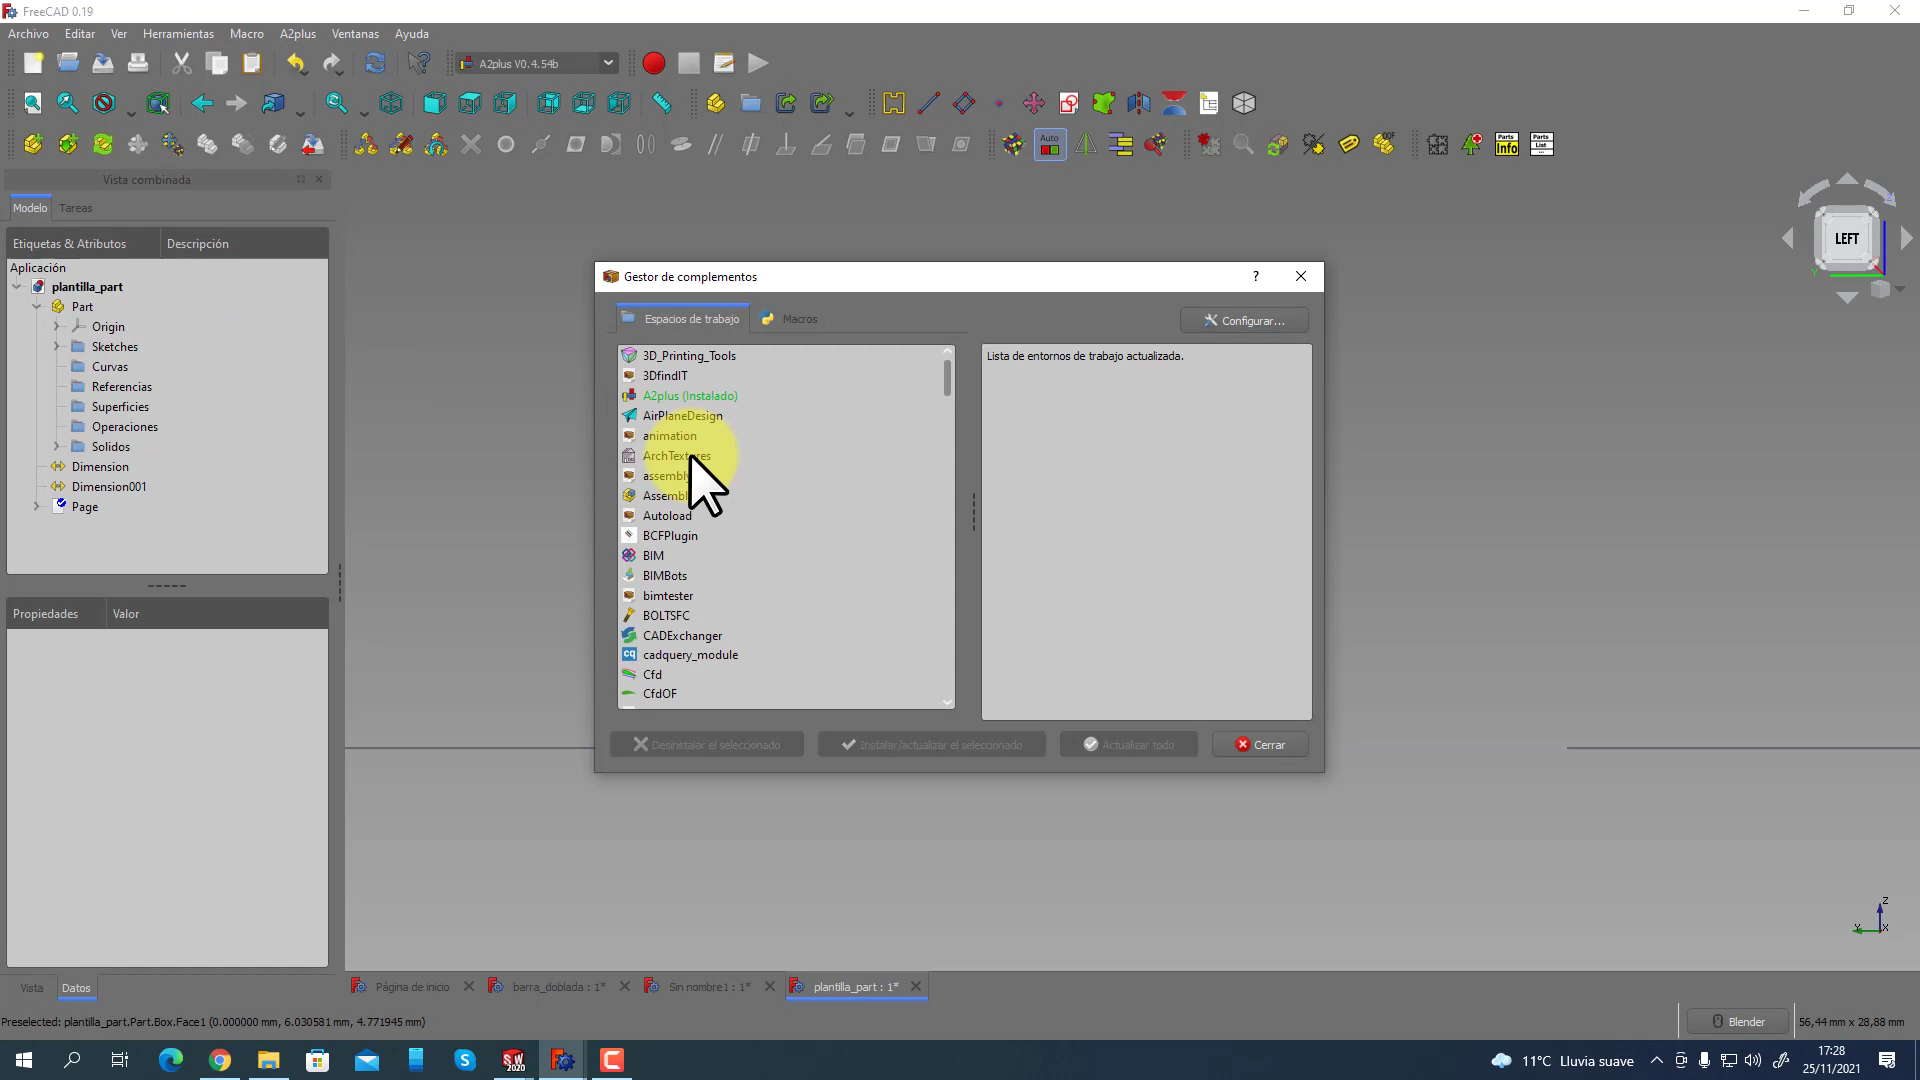 FreeCAD 0.19
Archivo Editar Ver Herramientas Macro A2plus Ventanas Ayuda
A2plus V0.4.54b
Auto
DOF
Parts Info
Parts List
Vista combinada
Modelo Tareas
Etiquetas & Atributos Descripción
Aplicación
plantilla_part
Part
Origin
Sketches
Curvas
Referencias
Superficies
Operaciones
Solidos
Dimension
Dimension001
Page
Propiedades Valor
Vista Datos
Gestor de complementos
?
Espacios de trabajo Macros
Configurar...
3D_Printing_Tools
3DfindIT
A2plus (Instalado)
AirPlaneDesign
animation
ArchTextures
Autoload
BCFPlugin
BIM
BIMBots
bimtester
BOLTSFC
CADExchanger
cq cadquery_module
Cfd
CfdOF
Lista de entornos de trabajo actualizada.
Desinstalar el seleccionado Instalar/actualizar el seleccionado Actualizar todo Cerrar
LEFT
Y
Z
Y X
Página de inicio barra_doblada : 1* Sin nombre1 : 1* plantilla_part : 1*
Preselected: plantilla_part.Part.Box.Face1 (0.000000 mm, 6.030581 mm, 4.771945 mm)
Blender 56,44 mm x 28,88 mm
SW 2020
11°C Lluvia suave
17:28
25/11/2021